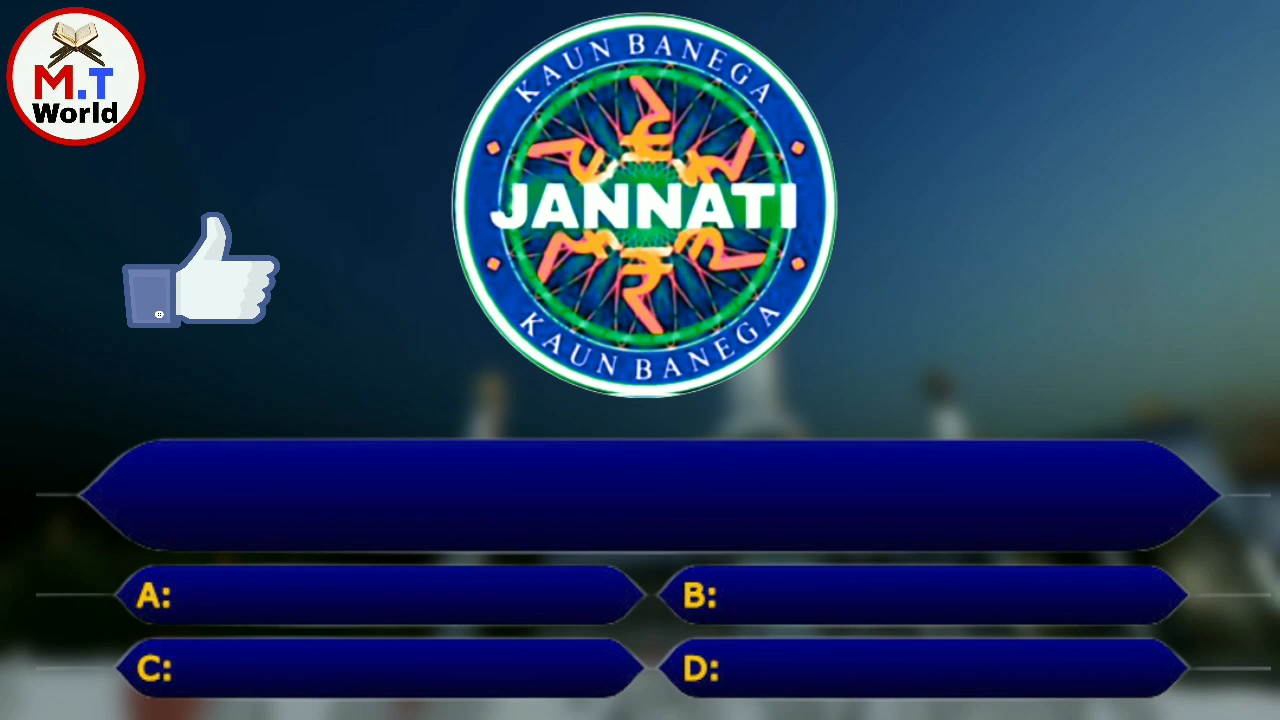 M.T
World
KAUN BANEGA
JANNATI
KAUN BANEGA
A:
B:
C:
D: